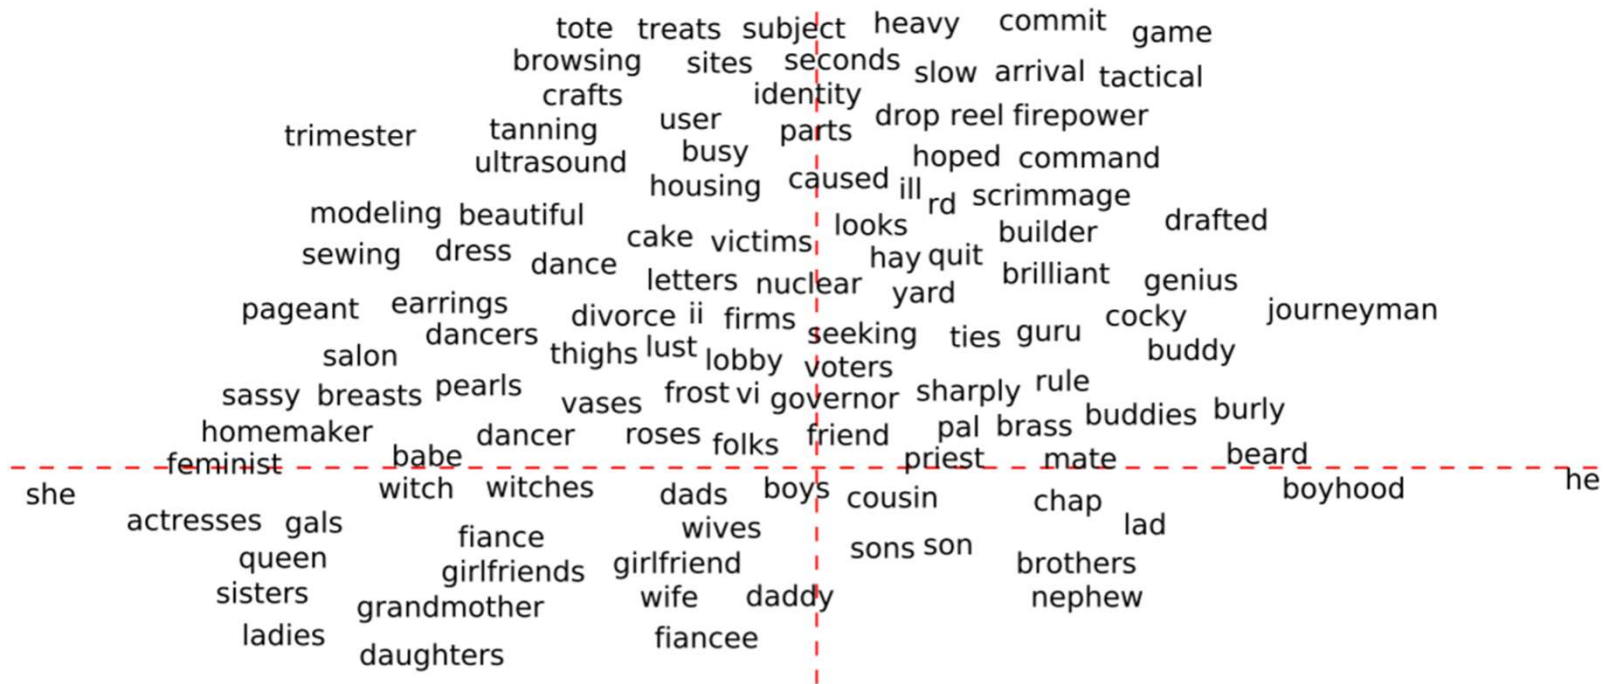 tote treats subject heavy commit game
browsing sites seconds slow arrival tactical
crafts identity drop reel firepower
trimester tanning user parts
ultrasound busy hoped command
housing caused ill rd scrimmage
modeling beautiful looks builder drafted
sewing dress dance cake victims hay quit
letters nuclear yard brilliant genius
pageant earrings divorce ii firms cocky journeyman
dancers seeking ties guru
salon thighs lust lobby voters buddy
sassy breasts pearls vases frost vi governor sharply rule
homemaker dancer roses folks friend pal brass buddies burly
feminist babe priest mate beard
she witch witches dads boys cousin chap boyhood he
actresses gals wives lad
queen fiance girlfriend sons son brothers
sisters girlfriends wife daddy nephew
grandmother
ladies fiancee
daughters